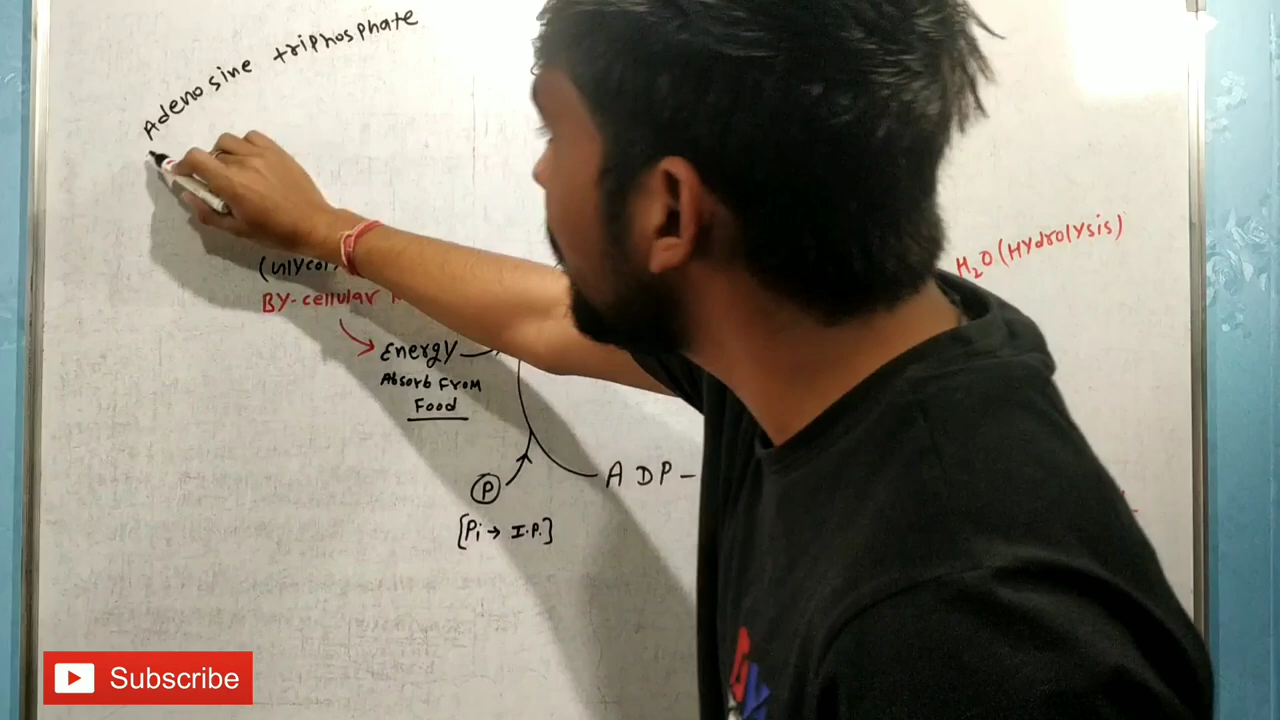 Adenosine triphosphate
H₂O (Hydrolysis)
BY-cellular
Energy
Absorb From
Food
P
ADP-
[Pi → I.P.]
Subscribe